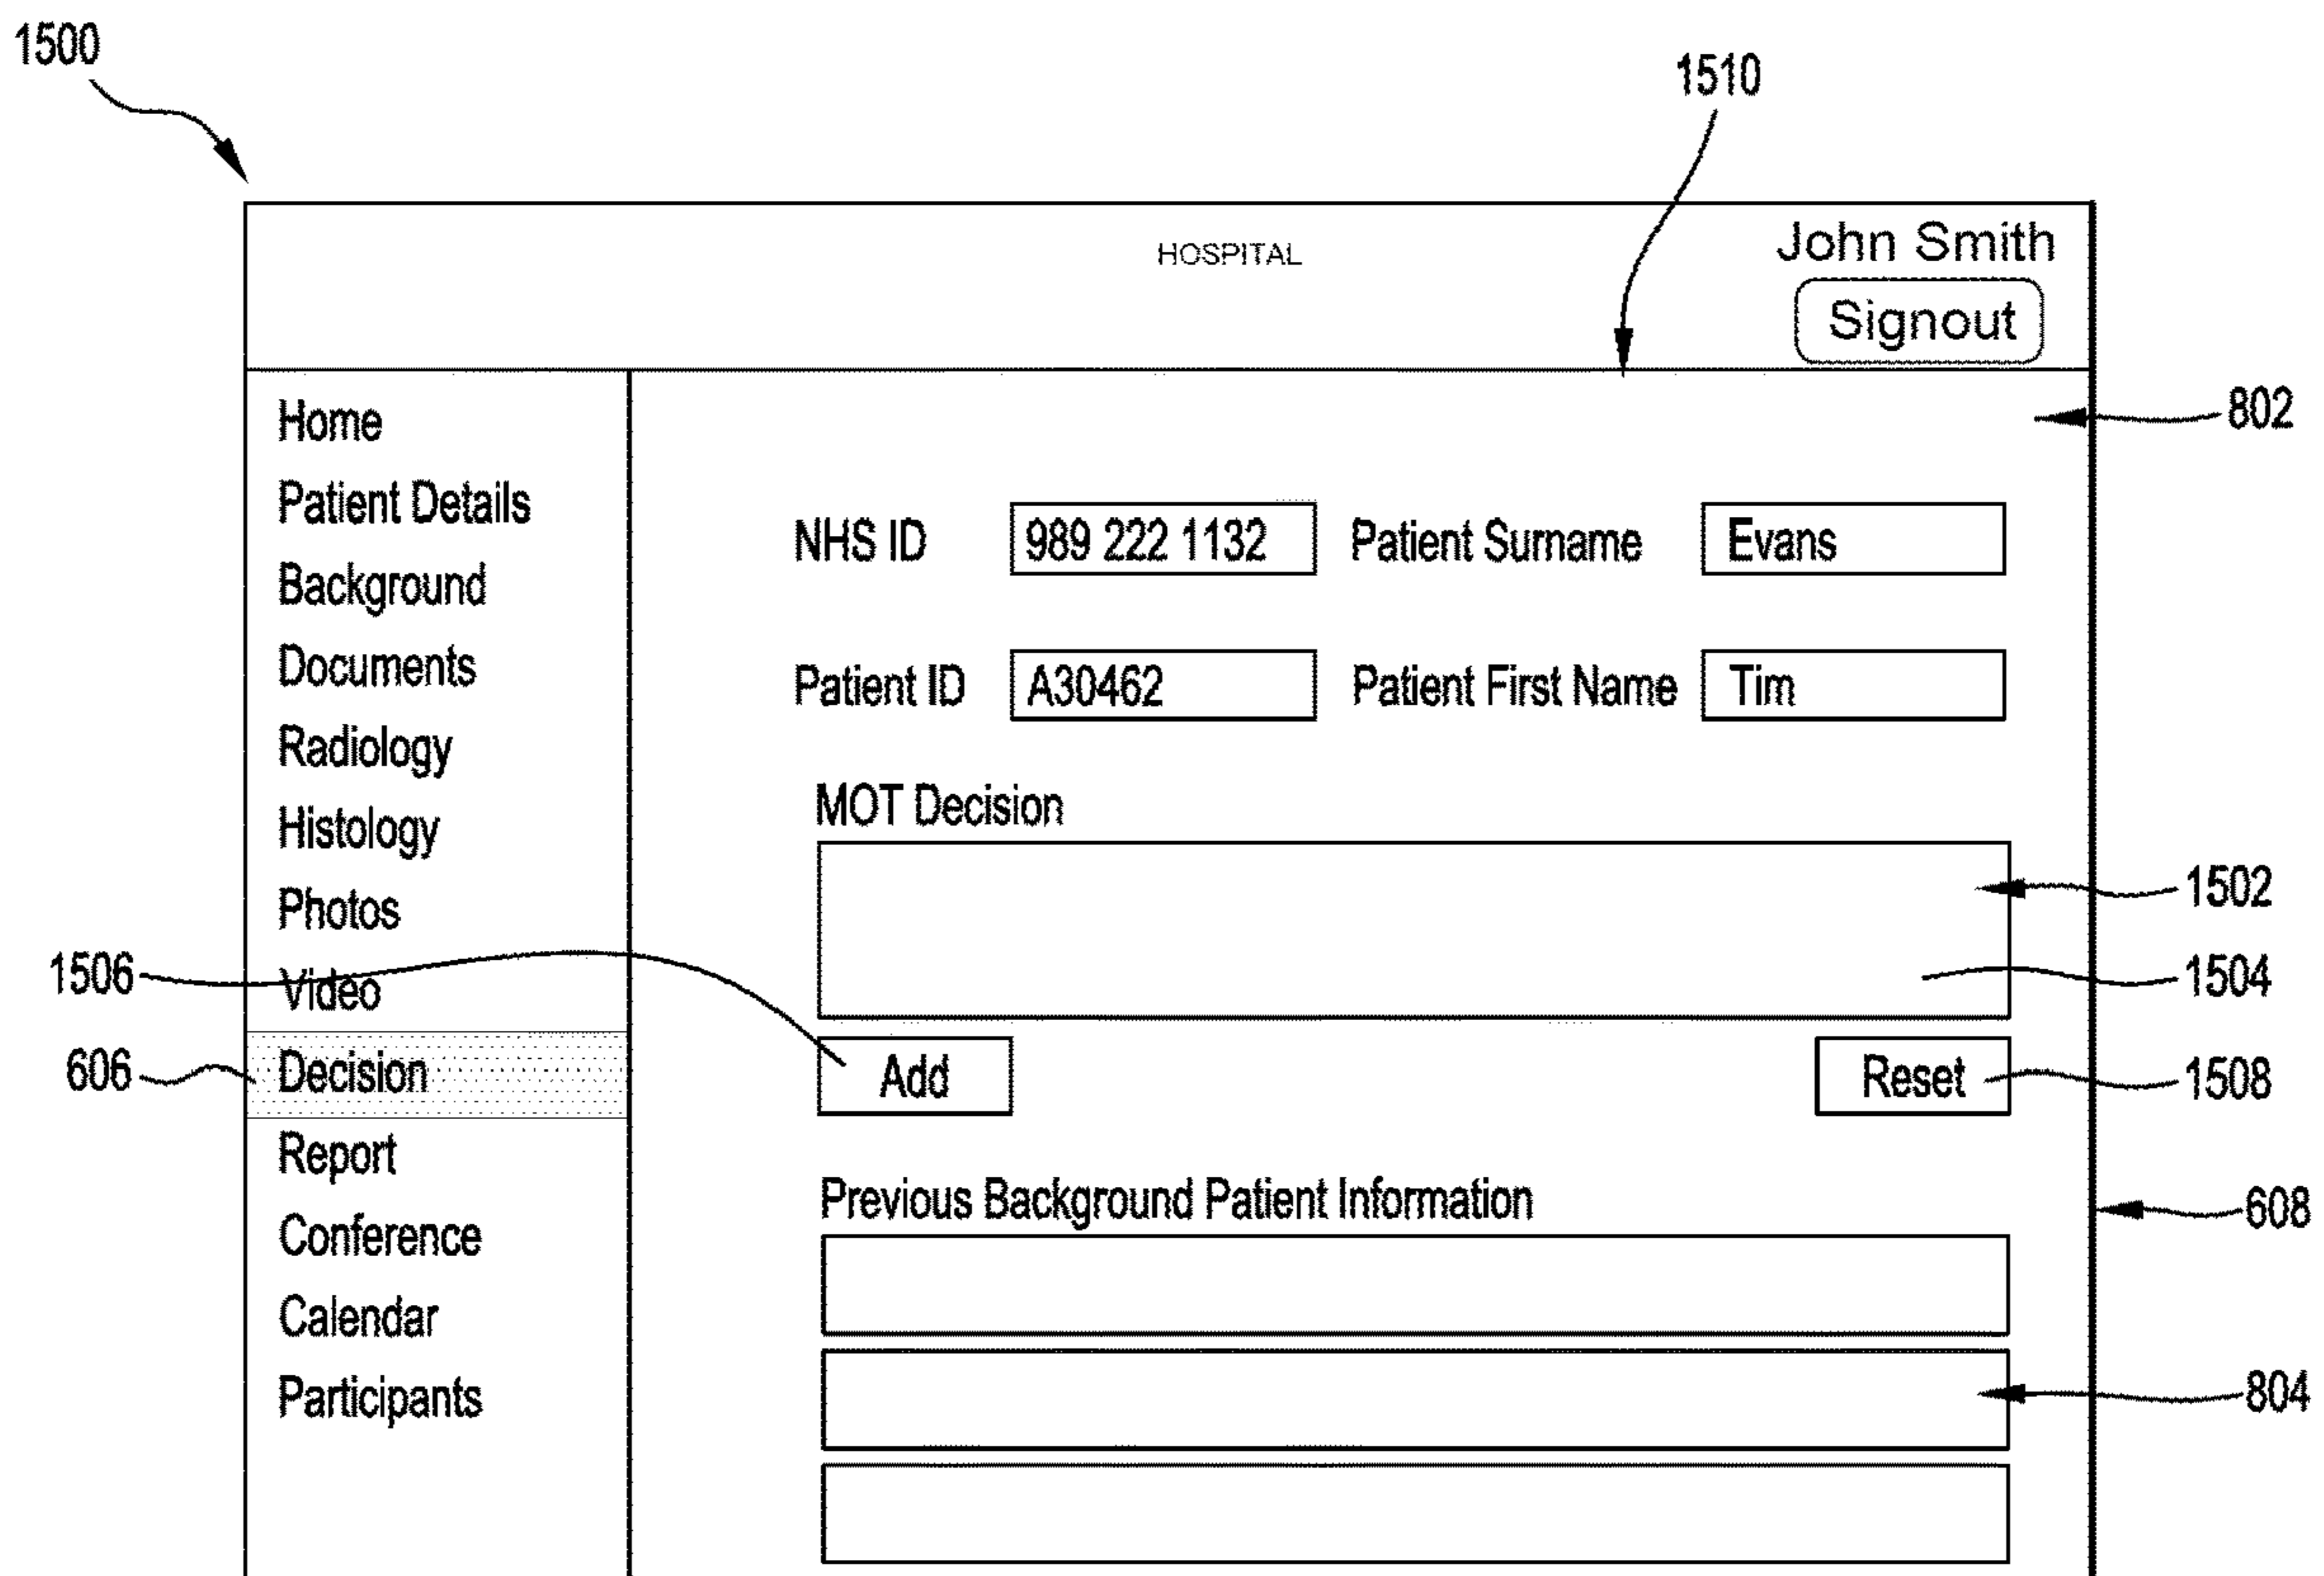 1500
1510
HOSPITAL
John Smith
Signout
802
Home
Patient Details
Background
Documents
Radiology
Histology
Photos
Video
Decision
Report
Conference
Calendar
Participants
1506
606
NHS ID 989 222 1132 Patient Surname Evans
Patient ID A30462 Patient First Name Tim
MOT Decision
1502
1504
Add Reset 1508
Previous Background Patient Information
608
804